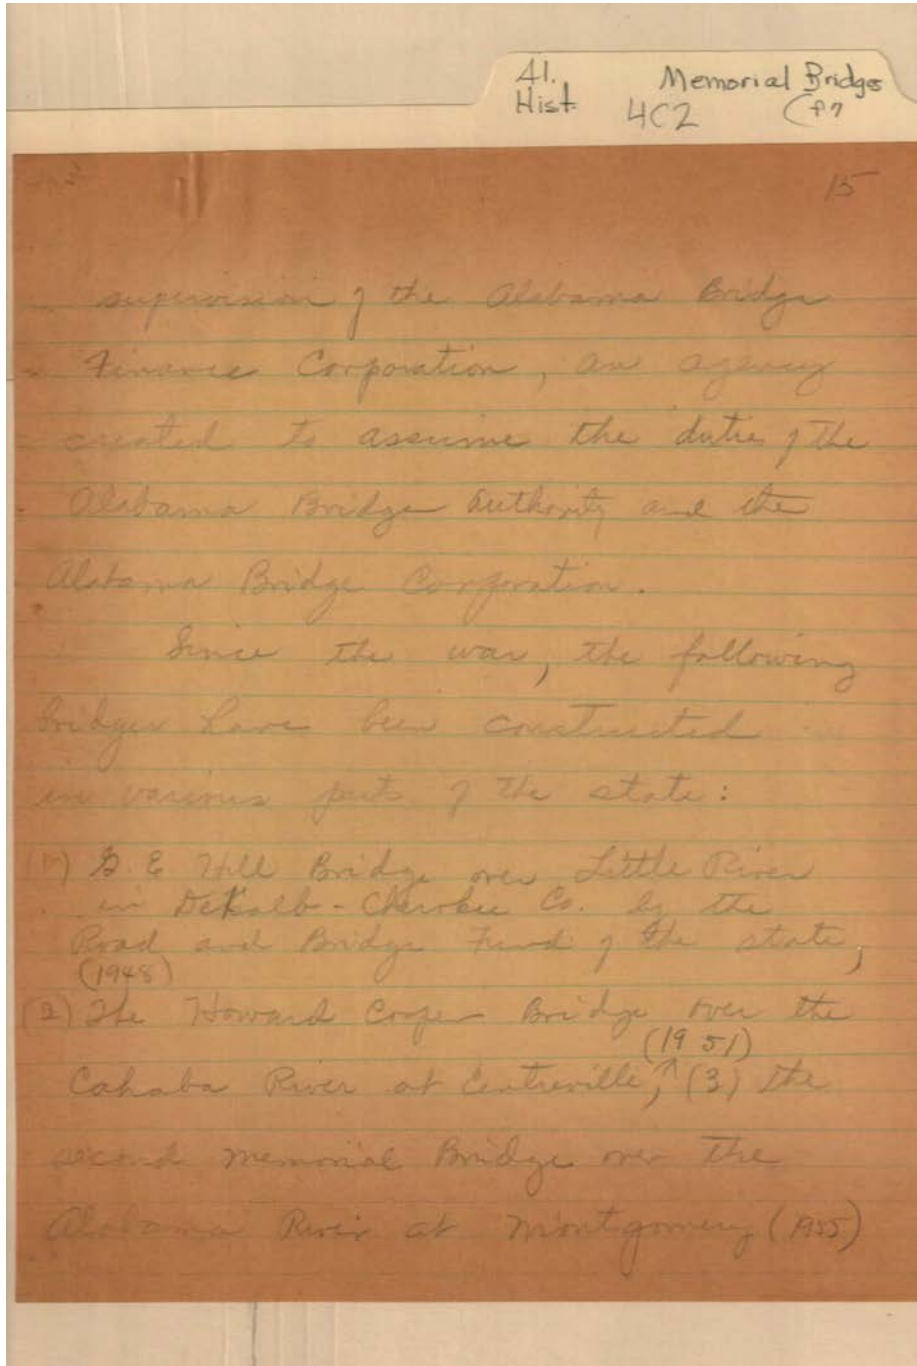 41. Memorial Bridges
Hist. 4C2 (P7
15
supervision of the Alabama Bridge
Finance Corporation, an agency
created to assume the duties of the
Alabama Bridge Authority and the
Alabama Bridge Corporation.
Since the war, the following
bridges have been constructed
in various parts of the state:
(1) G. E Hill Bridge over Little River
in DeKalb - Cherokee Co. by the
Road and Bridge Fund of the state,
(1948)
(2) The Howard Cooper Bridge over the
(1951)
Cahaba River at Centreville, ^ (3) the
second memorial Bridge over the
Alabama River at Montgomery (1955)